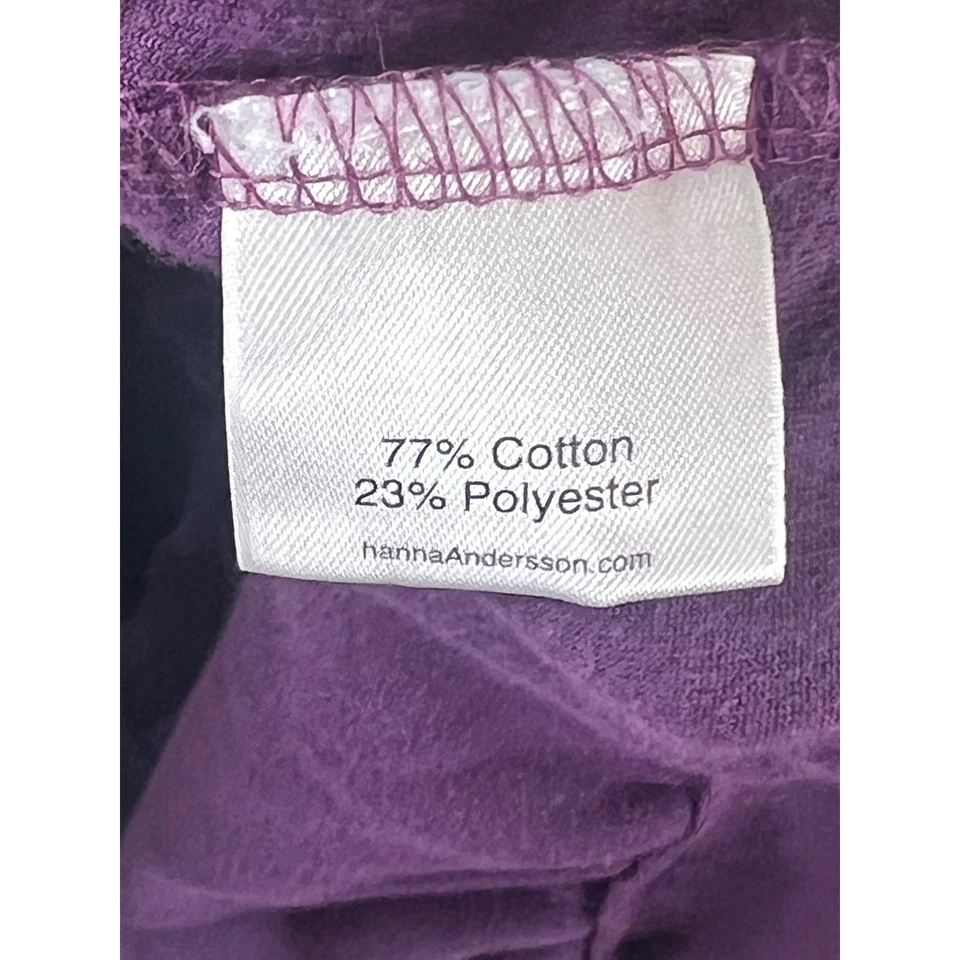 77% Cotton
23% Polyester
hannaAndersson.com